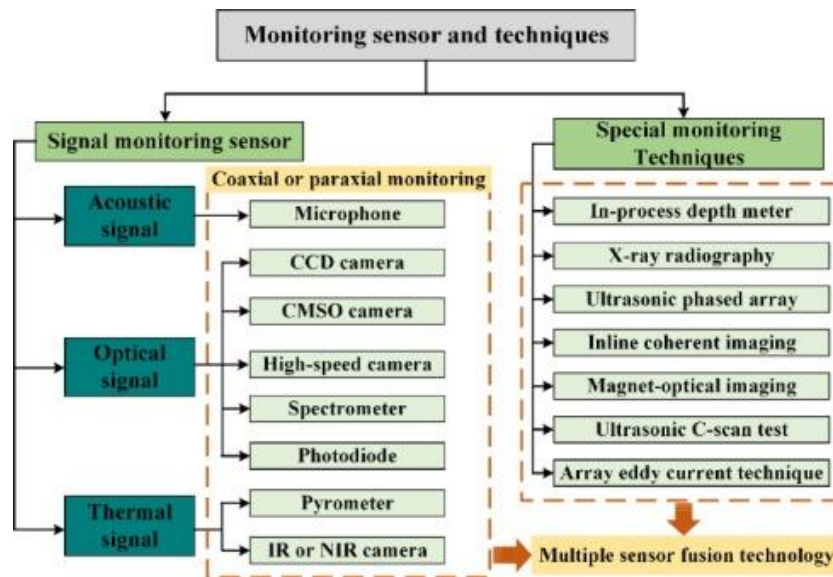 Monitoring sensor and techniques
Signal monitoring sensor
Special monitoring
Techniques
Coaxial or paraxial monitoring
Acoustic
signal
Microphone
CCD camera
CMSO camera
Optical
signal
High-speed camera
Spectrometer
Photodiode
Thermal
signal
Pyrometer
IR or NIR camera
In-process depth meter
X-ray radiography
Ultrasonic phased array
Inline coherent imaging
Magnet-optical imaging
Ultrasonic C-scan test
Array eddy current technique
Multiple sensor fusion technology